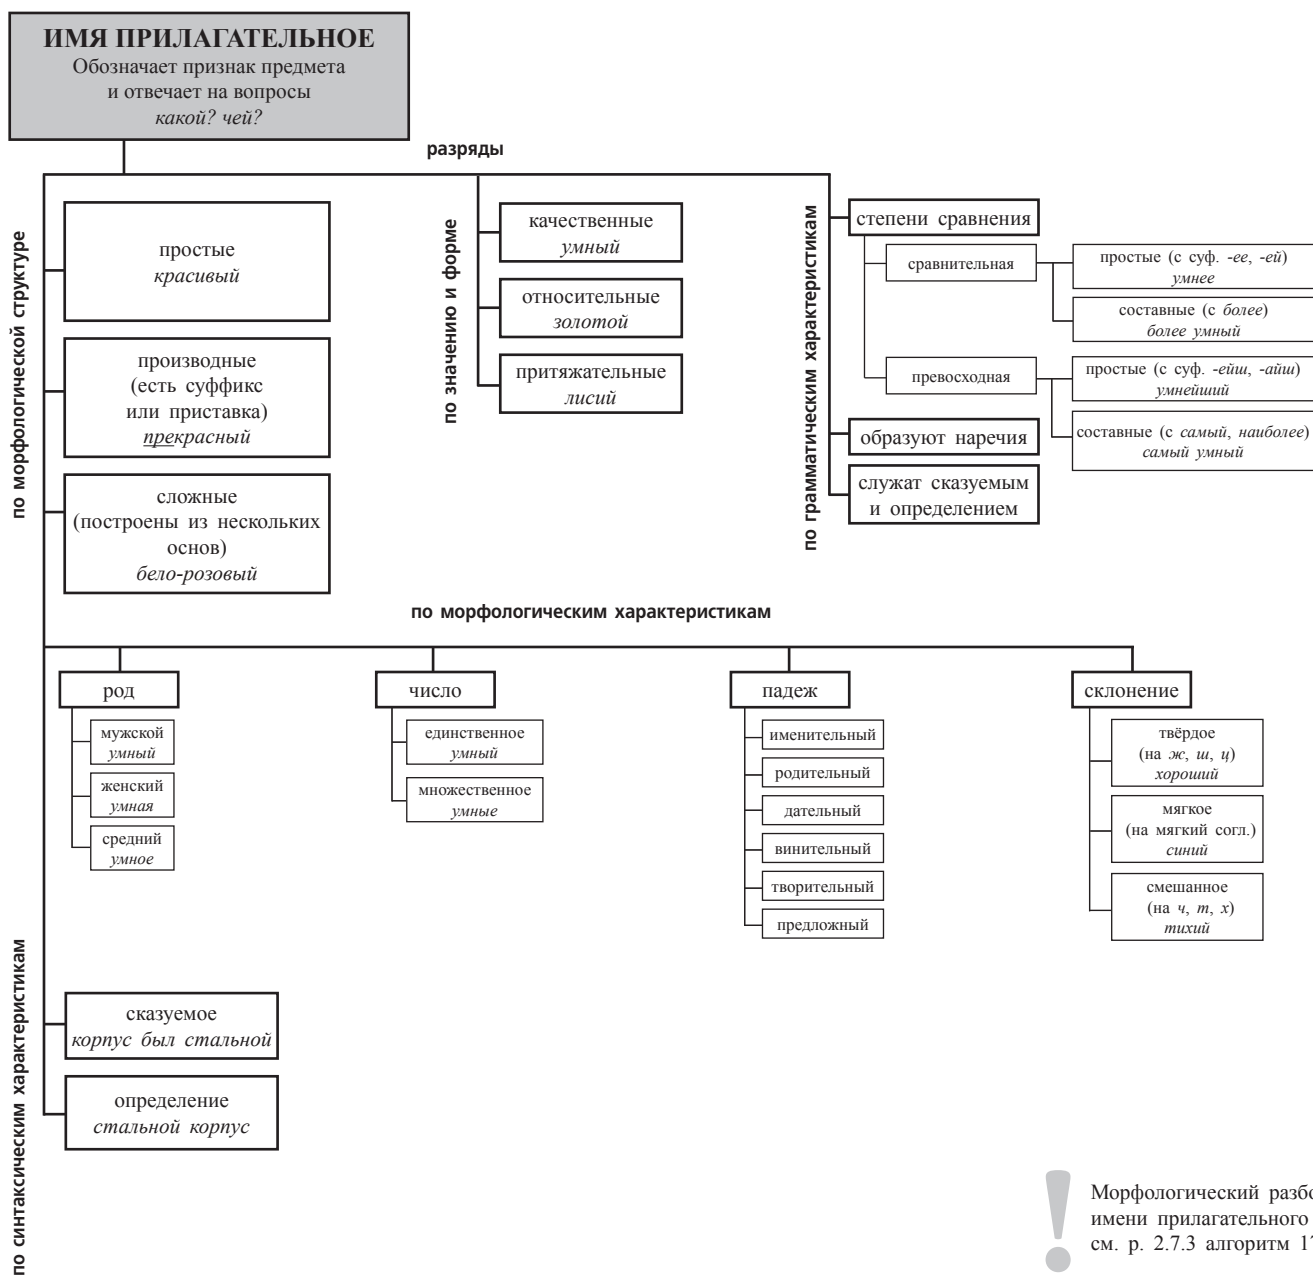 ИМЯ ПРИЛАГАТЕЛЬНОЕ
Обозначает признак предмета
и отвечает на вопросы
какой? чей?
разряды
по морфологической структуре
простые
красивый
производные
(есть суффикс
или приставка)
прекрасный
сложные
(построены из нескольких
основ)
бело-розовый
по значению и форме
качественные
умный
относительные
золотой
притяжательные
лисий
по грамматическим характеристикам
степени сравнения
сравнительная
простые (с суф. -ее, -ей)
умнее
составные (с более)
более умный
превосходная
простые (с суф. -ейш, -айш)
умнейший
составные (с самый, наиболее)
самый умный
образуют наречия
служат сказуемым
и определением
по морфологическим характеристикам
род
мужской
умный
женский
умная
средний
умное
число
единственное
умный
множественное
умные
падеж
именительный
родительный
дательный
винительный
творительный
предложный
склонение
твёрдое
(на ж, ш, ц)
хороший
мягкое
(на мягкий согл.)
синий
смешанное
(на ч, т, х)
тихий
по синтаксическим характеристикам
сказуемое
корпус был стальной
определение
стальной корпус
!
Морфологический
имени прилагательного
см. р. 2.7.3 алгоритм